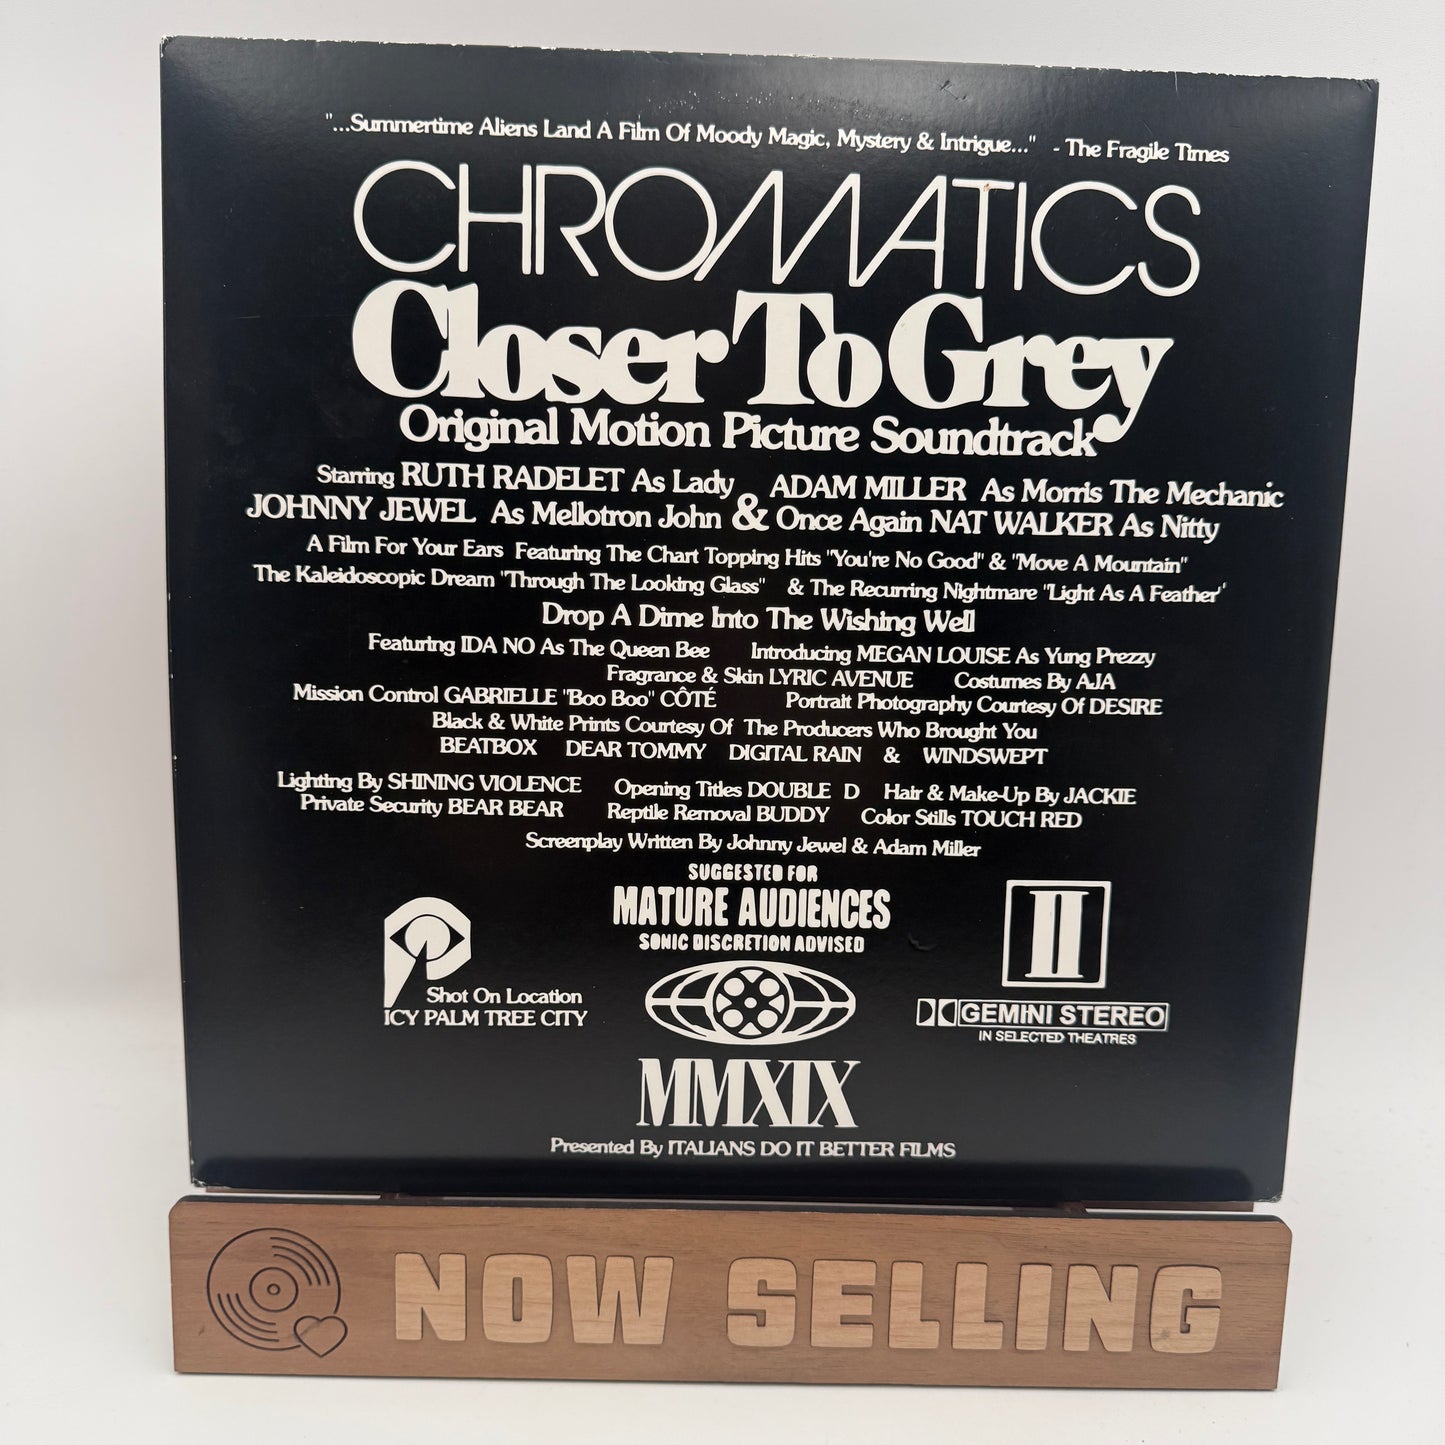 "...Summertime Aliens Land A Film Of Moody Magic, Mystery & Intrigue..." - The Fragile Times
CHROMATICS
Closer To Grey
Original Motion Picture Soundtrack
Starring RUTH RADELET As Lady ADAM MILLER As Morris The Mechanic
JOHNNY JEWEL As Mellotron John & Once Again NAT WALKER As Nitty
A Film For Your Ears Featuring The Chart Topping Hits "You're No Good" & "Move A Mountain"
The Kaleidoscopic Dream "Through The Looking Glass" & The Recurring Nightmare "Light As A Feather"
Drop A Dime Into The Wishing Well
Featuring IDA NO As The Queen Bee Introducing MEGAN LOUISE As Yung Prezzy
Fragrance & Skin LYRIC AVENUE Costumes By AJA
Mission Control GABRIELLE "Boo Boo" CÔTÉ Portrait Photography Courtesy Of DESIRE
Black & White Prints Courtesy Of The Producers Who Brought You
BEATBOX DEAR TOMMY DIGITAL RAIN & WINDSWEPT
Lighting By SHINING VIOLENCE Opening Titles DOUBLE D Hair & Make-Up By JACKIE
Private Security BEAR BEAR Reptile Removal BUDDY Color Stills TOUCH RED
Screenplay Written By Johnny Jewel & Adam Miller
SUGGESTED FOR
MATURE AUDIENCES
SONIC DISCRETION ADVISED
Shot On Location
ICY PALM TREE CITY
II
GEMINI STEREO
IN SELECTED THEATRES
MMXIX
Presented By ITALIANS DO IT BETTER FILMS
NOW SELLING